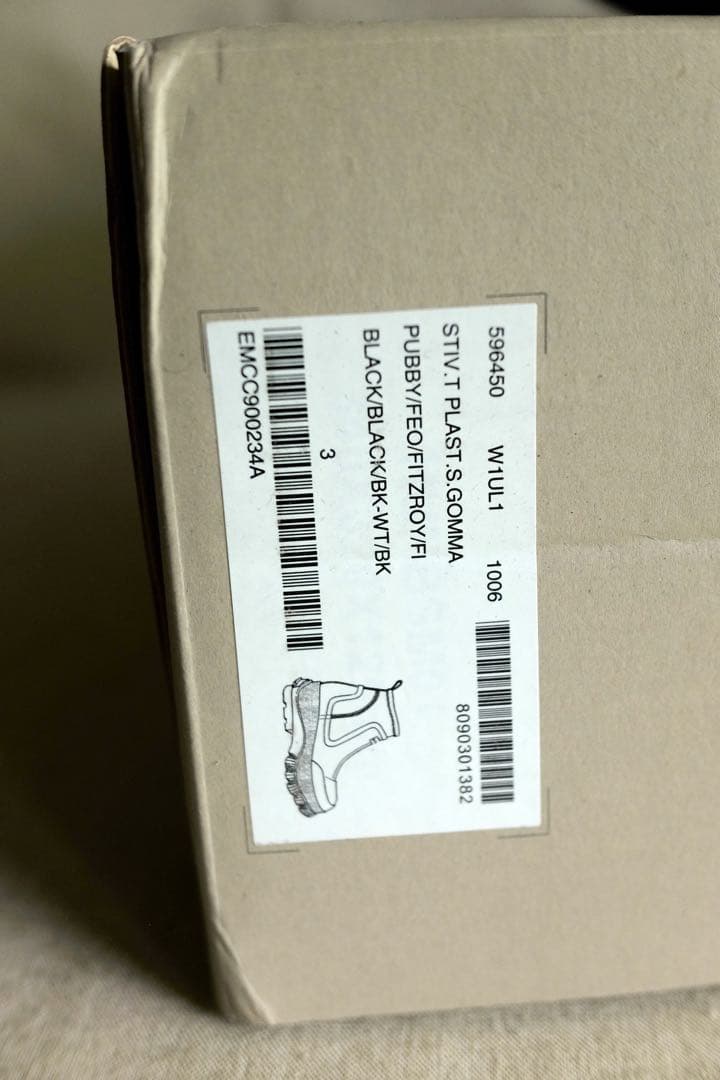 596450 W1UL1 1006
8090301382
STIV.T PLAST.S.GOMMA
PUBBY/FEO/FITZROY/FI
BLACK/BLACK/BK-WT/BK
3
EMCC900234A